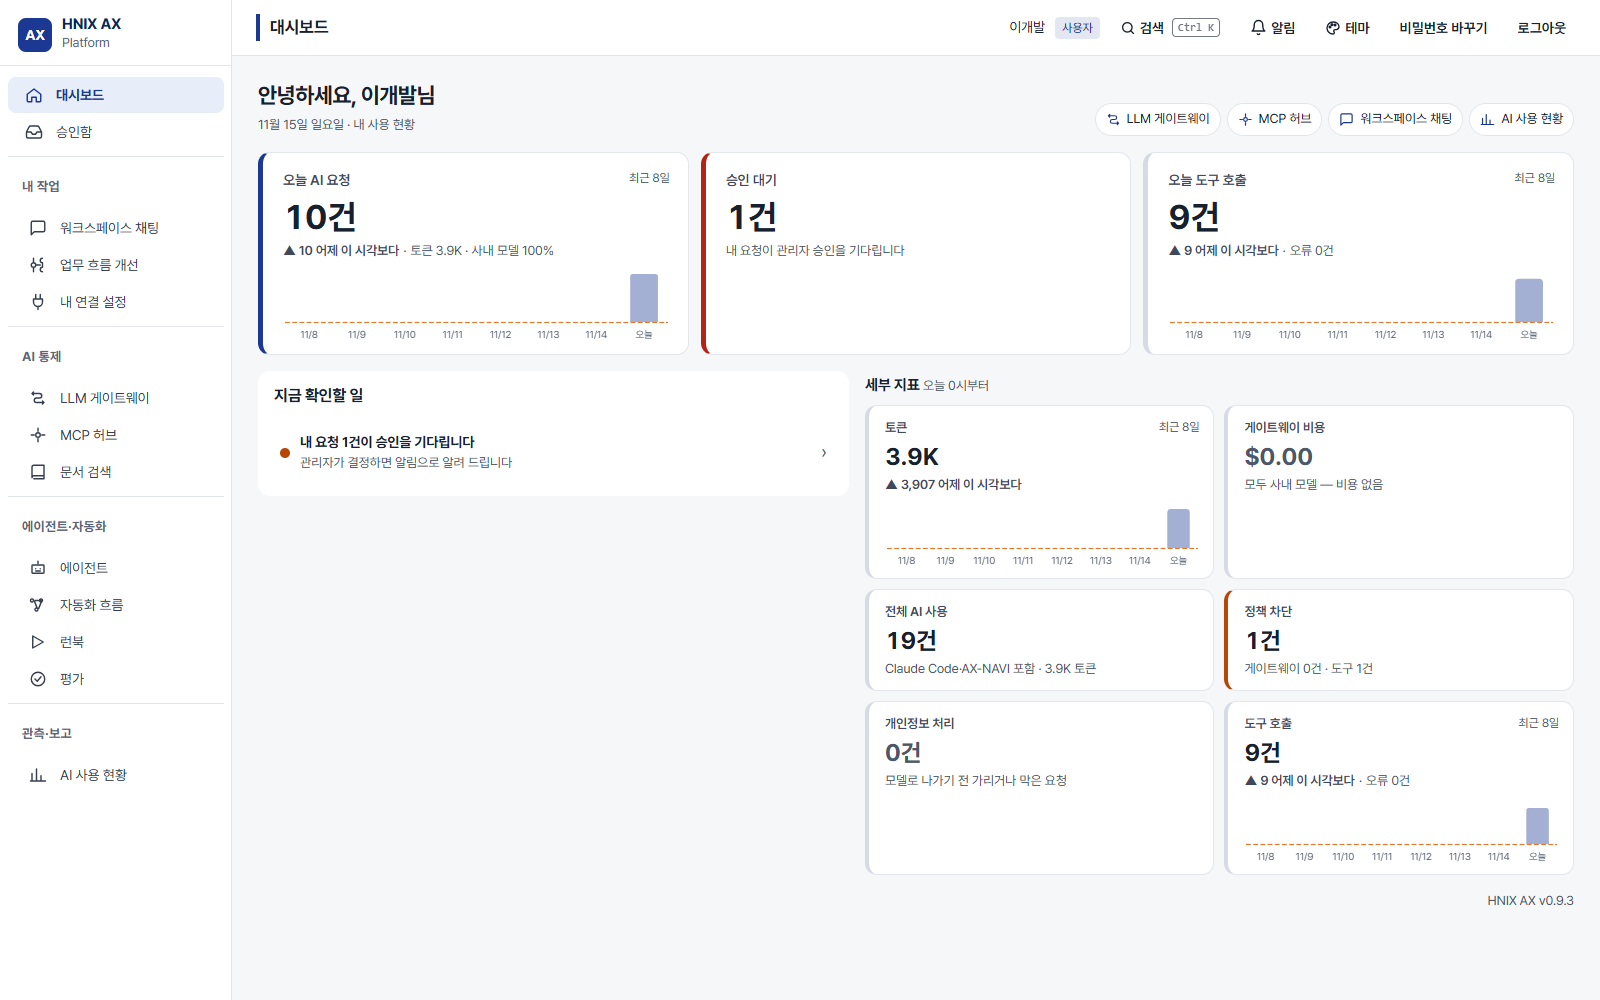 AX
HNIX AX
Platform
대시보드
승인함
내 작업
워크스페이스 채팅
업무 흐름 개선
내 연결 설정
AI 통제
LLM 게이트웨이
MCP 허브
문서 검색
에이전트·자동화
에이전트
자동화 흐름
런북
평가
관측·보고
AI 사용 현황
대시보드
이개발 사용자 검색 Ctrl K 알림 테마 비밀번호 바꾸기 로그아웃
안녕하세요, 이개발님
11월 15일 일요일 · 내 사용 현황
LLM 게이트웨이 MCP 허브 워크스페이스 채팅 AI 사용 현황
오늘 AI 요청 최근 8일
10건
▲ 10 어제 이 시각보다 · 토큰 3.9K · 사내 모델 100%
11/8 11/9 11/10 11/11 11/12 11/13 11/14 오늘
승인 대기
1건
내 요청이 관리자 승인을 기다립니다
오늘 도구 호출 최근 8일
9건
▲ 9 어제 이 시각보다 · 오류 0건
11/8 11/9 11/10 11/11 11/12 11/13 11/14 오늘
지금 확인할 일
내 요청 1건이 승인을 기다립니다
관리자가 결정하면 알림으로 알려 드립니다
세부 지표 오늘 0시부터
토큰 최근 8일
3.9K
▲ 3,907 어제 이 시각보다
11/8 11/9 11/10 11/11 11/12 11/13 11/14 오늘
게이트웨이 비용
$0.00
모두 사내 모델 — 비용 없음
전체 AI 사용
19건
Claude Code·AX-NAVI 포함 · 3.9K 토큰
정책 차단
1건
게이트웨이 0건 · 도구 1건
개인정보 처리
0건
모델로 나가기 전 가리거나 막은 요청
도구 호출 최근 8일
9건
▲ 9 어제 이 시각보다 · 오류 0건
11/8 11/9 11/10 11/11 11/12 11/13 11/14 오늘
HNIX AX v0.9.3